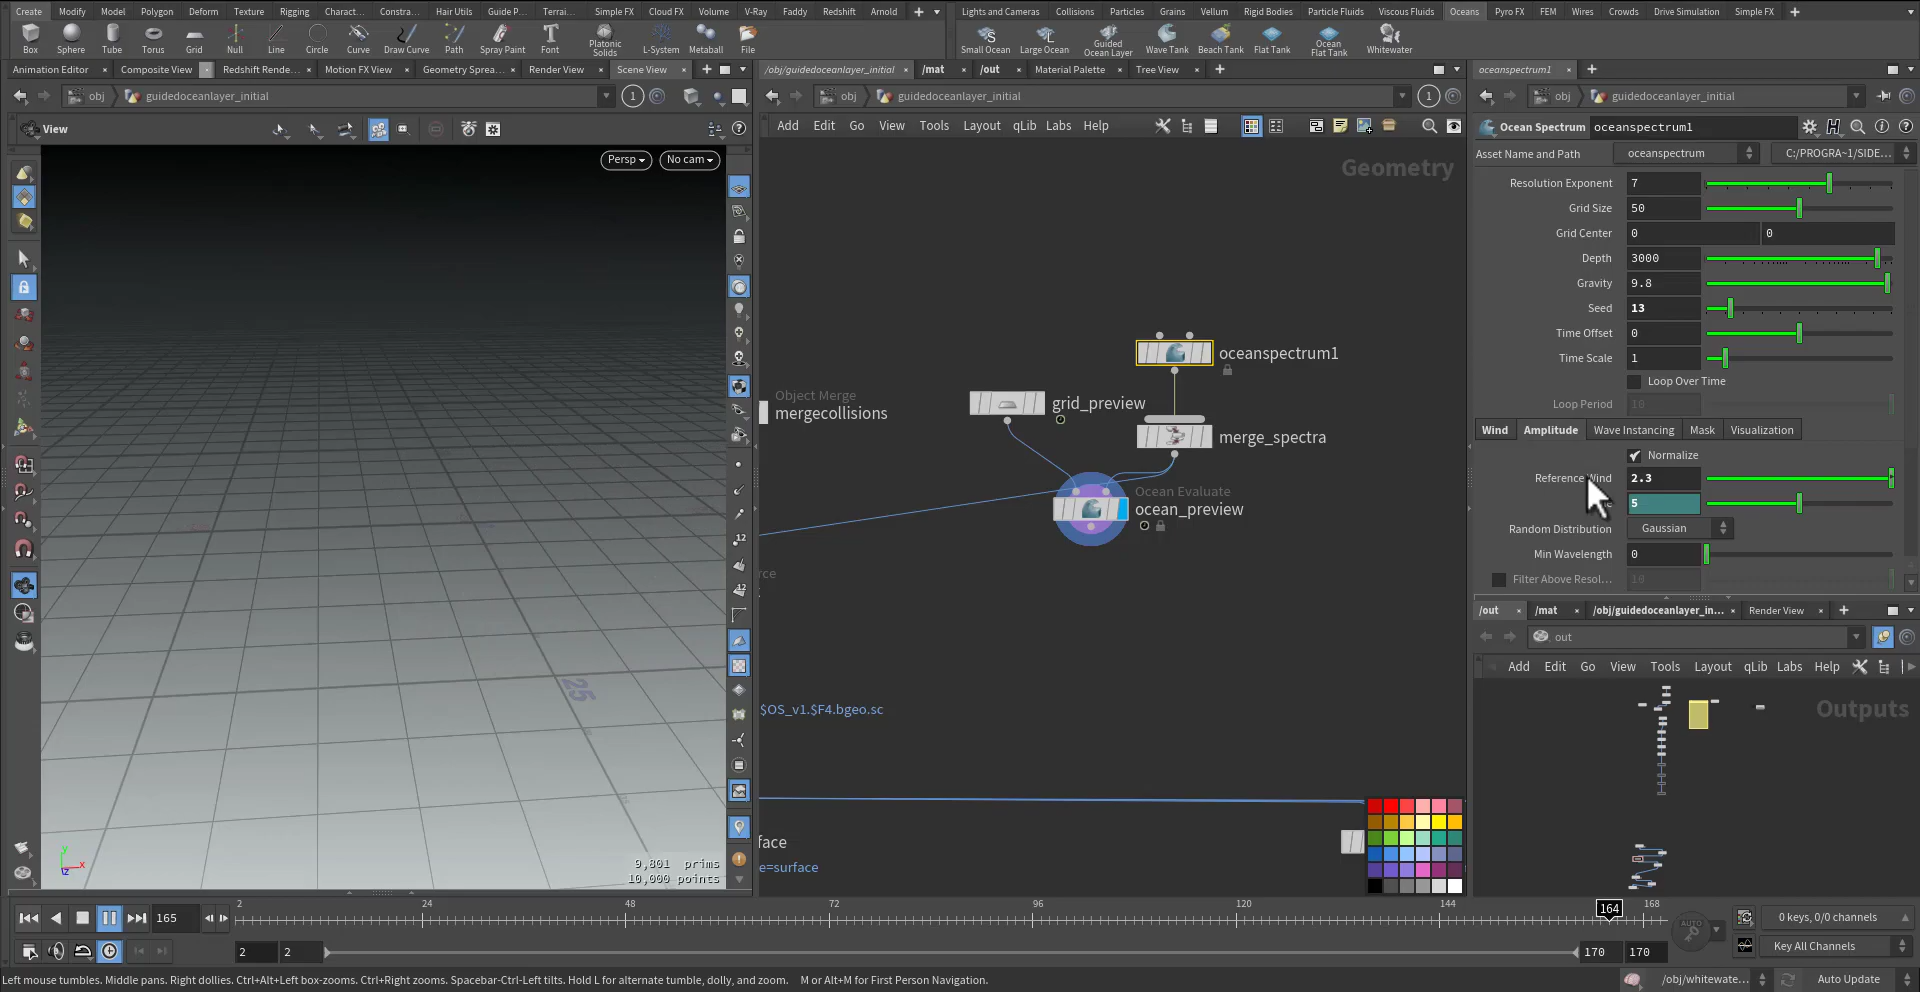 Create Modify Model Polygon Deform Texture Rigging Charact... Constra... Hair Utils Guide P... Terrai... Simple FX Cloud FX Volume V-Ray Faddy Redshift Arnold
Box Sphere Tube Torus Grid Null Line Circle Curve Draw Curve Path Spray Paint Font Platonic Solids L-System Metaball File
Lights and Cameras Collisions Particles Grains Vellum Rigid Bodies Particle Fluids Viscous Fluids Oceans Pyro FX FEM Wires Crowds Drive Simulation Simple FX
Small Ocean Large Ocean Guided Ocean Layer Wave Tank Beach Tank Flat Tank Ocean Flat Tank Whitewater
Animation Editor Composite View Redshift Rende... Motion FX View Geometry Sprea... Render View Scene View
/obj/guidedoceanlayer_initial /mat /out Material Palette Tree View
oceanspectrum1
obj guidedoceanlayer_initial 1
obj guidedoceanlayer_initial 1
obj guidedoceanlayer_initial
View
Persp No cam
25
9,801 prims
10,000 points
Add Edit Go View Tools Layout qLib Labs Help
Geometry
oceanspectrum1
grid_preview
Object Merge
mergecollisions
merge_spectra
Ocean Evaluate
ocean_preview
rce
$OS_v1.$F4.bgeo.sc
face
e=surface
Ocean Spectrum oceanspectrum1
Asset Name and Path oceanspectrum C:/PROGRA~1/SIDE...
Resolution Exponent 7
Grid Size 50
Grid Center 0 0
Depth 3000
Gravity 9.8
Seed 13
Time Offset 0
Time Scale 1
Loop Over Time
Loop Period 10
Wind Amplitude Wave Instancing Mask Visualization
Normalize
Reference Wind 2.3
5
Random Distribution Gaussian
Min Wavelength 0
Filter Above Resol... 10
/out /mat /obj/guidedoceanlayer_in... Render View
out
Add Edit Go View Tools Layout qLib Labs Help
Outputs
165 2 24 48 72 96 120 144 164 168
2 2 170 170
AUTO
0 keys, 0/0 channels
Key All Channels
Left mouse tumbles. Middle pans. Right dollies. Ctrl+Alt+Left box-zooms. Ctrl+Right zooms. Spacebar-Ctrl-Left tilts. Hold L for alternate tumble, dolly, and zoom. M or Alt+M for First Person Navigation.
/obj/whitewate... Auto Update